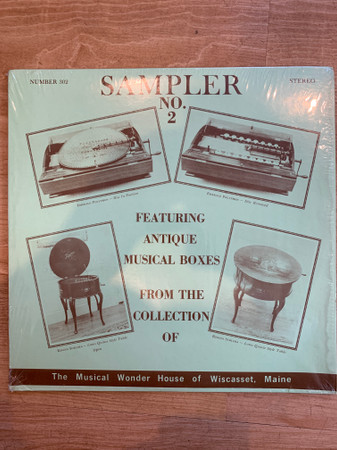 NUMBER 302
STEREO
SAMPLER
NO.
2
FEATURING
ANTIQUE
MUSICAL BOXES
FROM THE
COLLECTION
OF
Open
The Musical Wonder House of Wiscasset, Maine